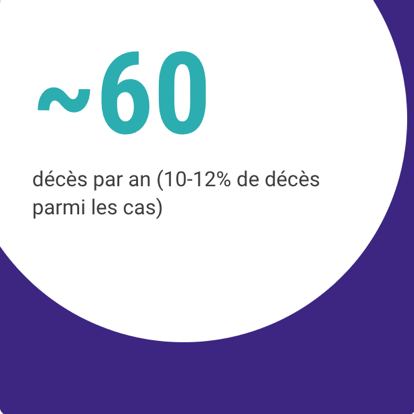 ~60
décès par an (10-12% de décès
parmi les cas)